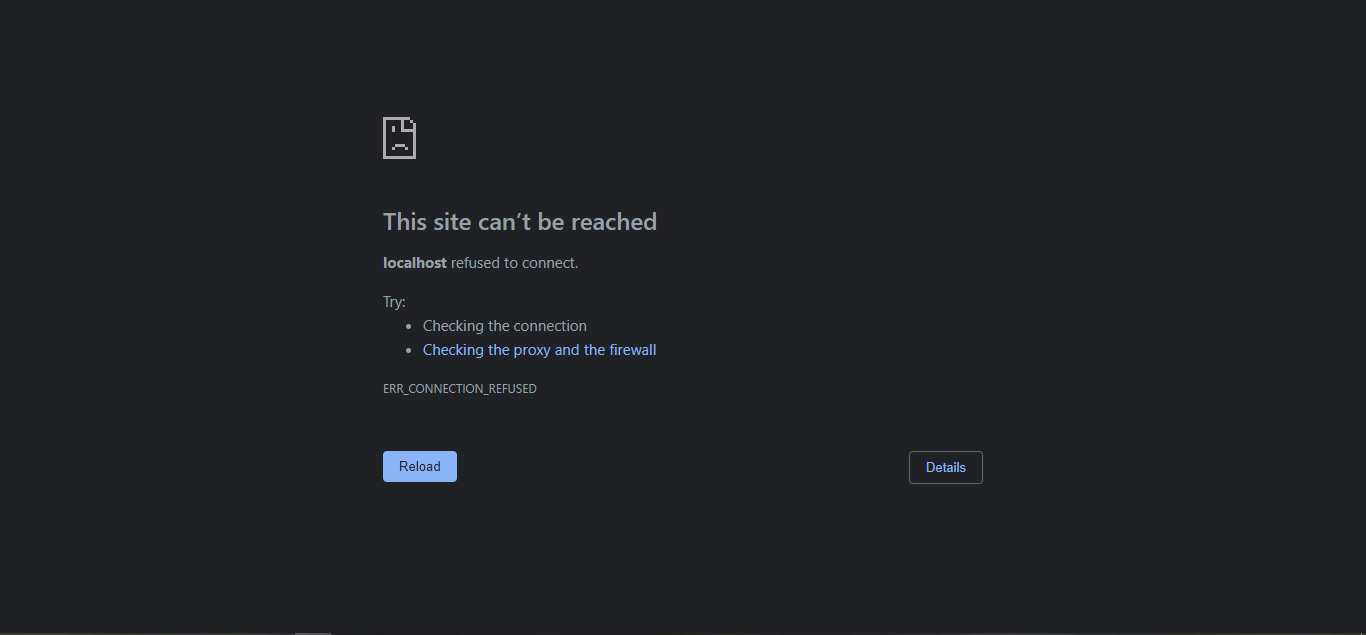 This site can’t be reached
localhost refused to connect.
Try:
Checking the connection
Checking the proxy and the firewall
ERR_CONNECTION_REFUSED
Reload
Details